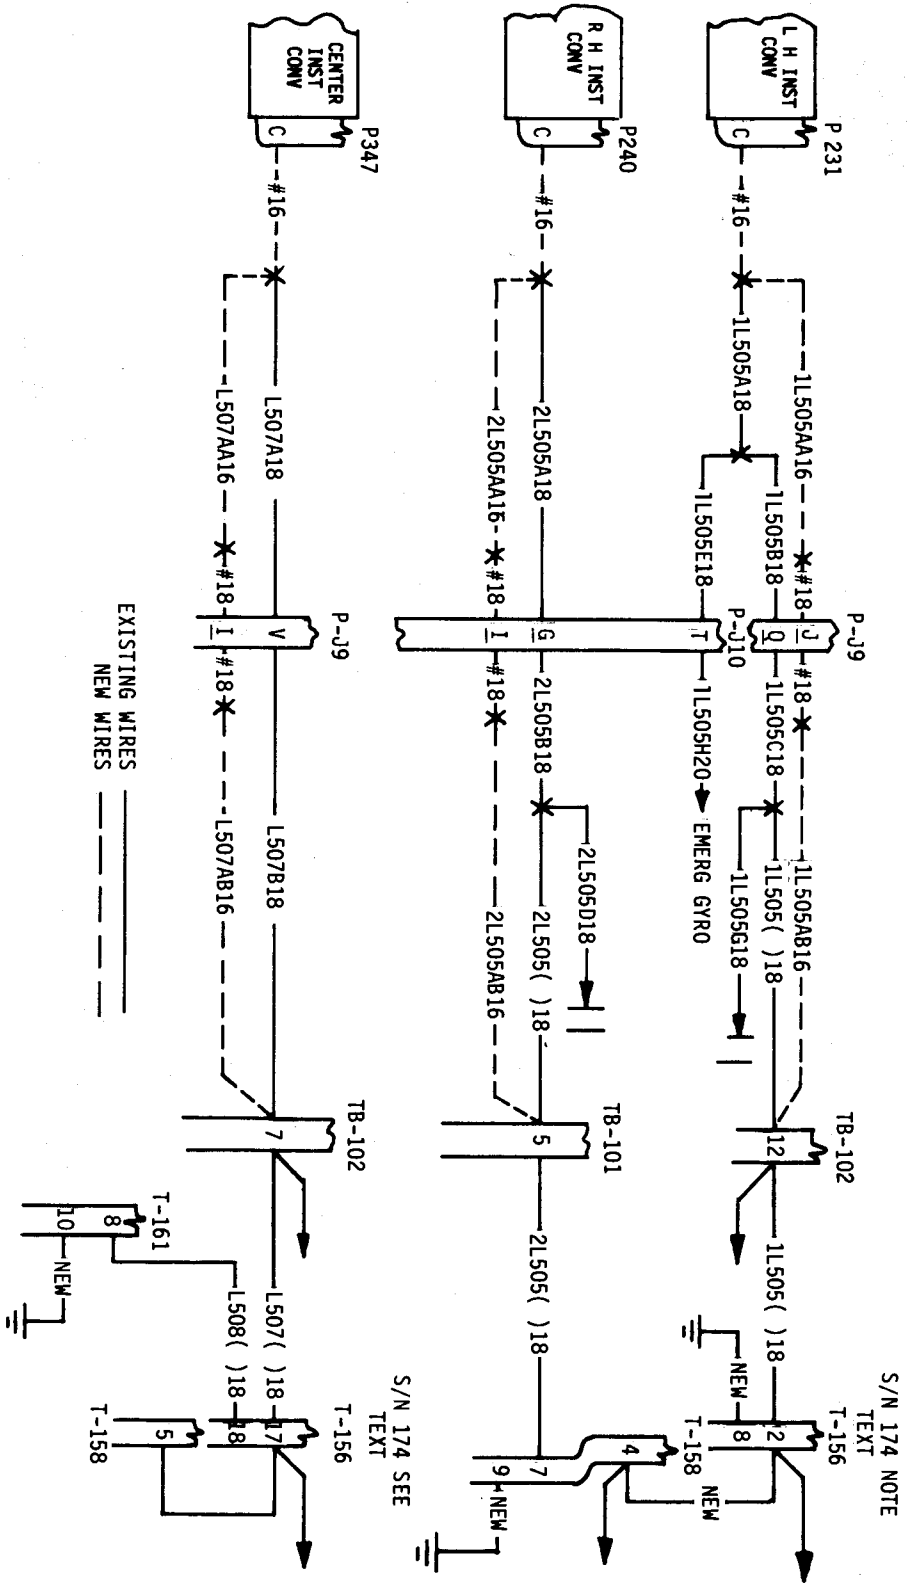 L H INST
CONV
P 231
C
#16
1L505AA16
#18
J
#18
1L505AB16
P-J9
1L505A18
1L505B18
Q
1L505C18
1L505( )18
TB-102
12
1L505( )18
S/N 174 NOTE
TEXT
T-156
12
8
NEW
1L505G18
1L505E18
P-J10
T
1L505H20
EMERG GYRO
NEW
R H INST
CONV
P240
C
#16
2L505A18
G
2L505B18
2L505D18
2L505( )18
TB-101
5
2L505( )18
T-158
4
7
9
NEW
2L505AA16
#18
I
#18
2L505AB16
CENTER
INST
CONV
P347
C
#16
L507A18
P-J9
V
L507B18
TB-102
7
L507( )18
S/N 174 SEE
TEXT
T-156
17
18
L507AA16
#18
I
#18
L507AB16
L508( )18
T-161
8
10
NEW
5
T-158
EXISTING WIRES
NEW WIRES